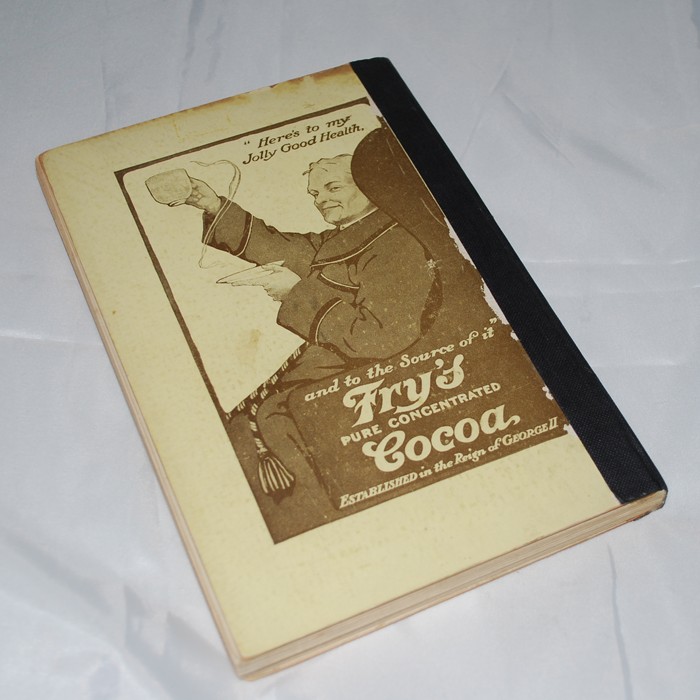 "Here's to my
Jolly Good Health,
and to the Source of it"
Fry's
PURE CONCENTRATED
Cocoa,
ESTABLISHED in the Reign of GEORGE II